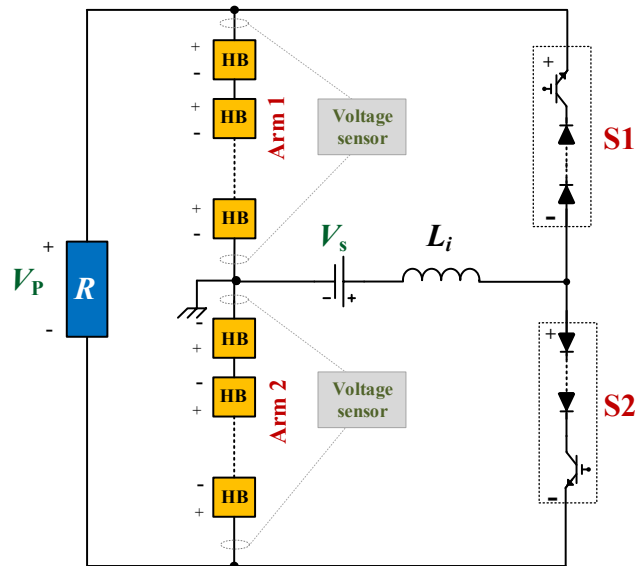 +
-
HB
+
-
HB
Arm 1
Voltage
sensor
+
-
HB
+
-
S1
+
V_P
-
R
V_s
- +
L_i
-
+
HB
-
+
HB
Arm 2
Voltage
sensor
-
+
HB
+
-
S2